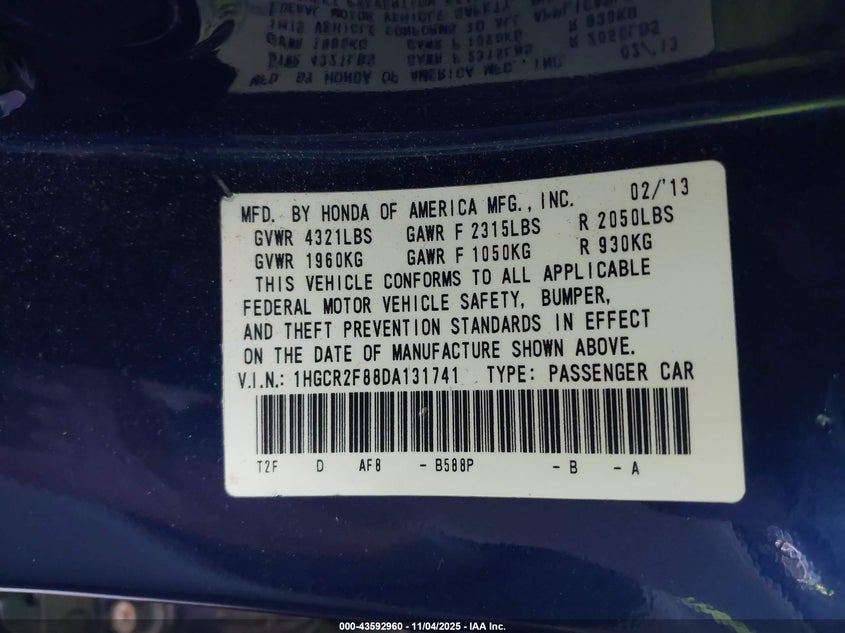 MFD. BY HONDA OF AMERICA MFG., INC. 02/'13
GVWR 4321LBS GAWR F 2315LBS R 2050LBS
GVWR 1960KG GAWR F 1050KG R 930KG
THIS VEHICLE CONFORMS TO ALL APPLICABLE
FEDERAL MOTOR VEHICLE SAFETY, BUMPER,
AND THEFT PREVENTION STANDARDS IN EFFECT
ON THE DATE OF MANUFACTURE SHOWN ABOVE.
V.I.N.: 1HGCR2F88DA131741 TYPE: PASSENGER CAR
T2F D AF8 - B588P - B - A
000-43592960 - 11/04/2025 - IAA Inc.